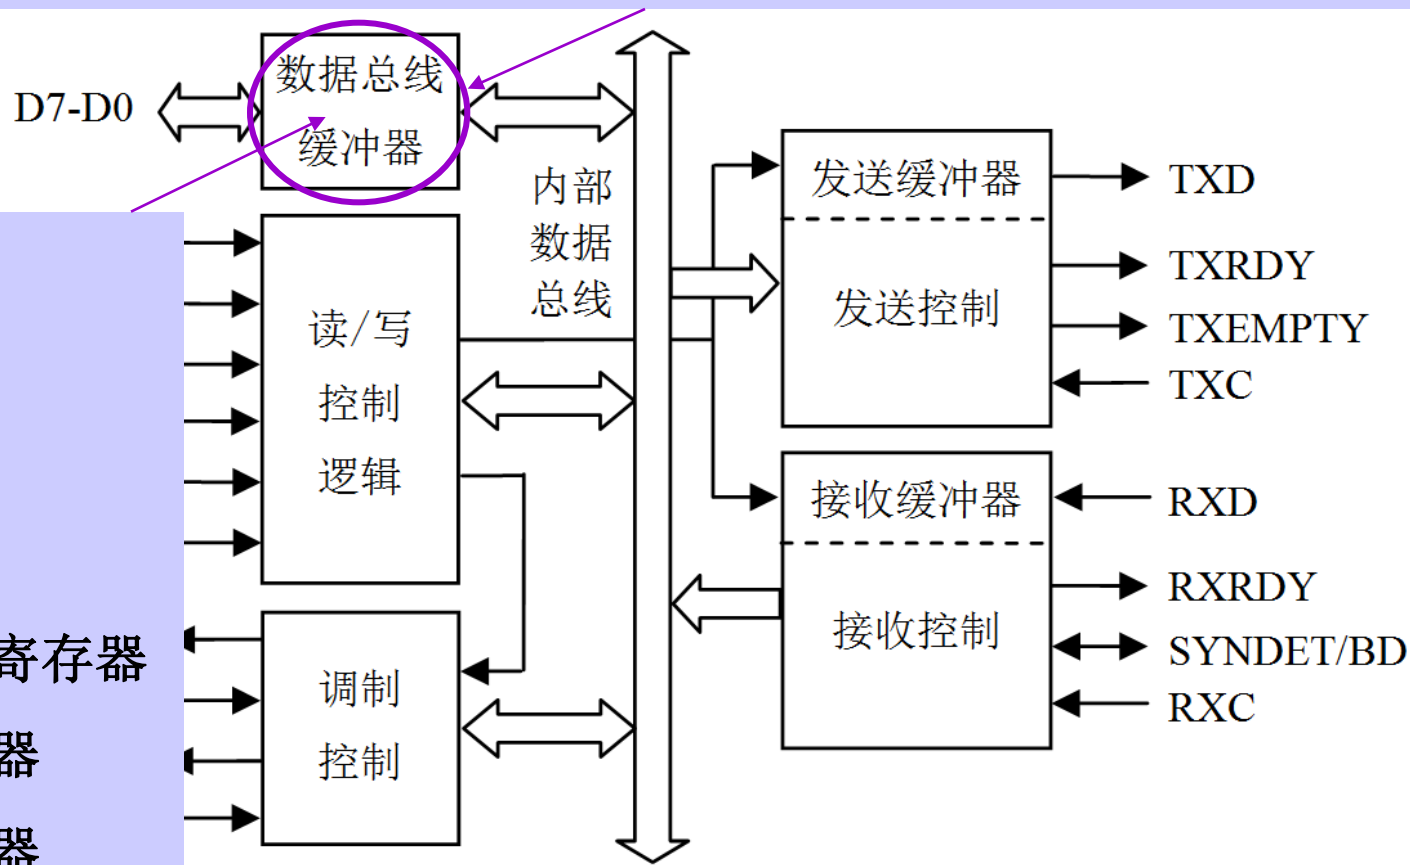 数据总线
缓冲器
D7-D0
内部
数据
总线
读/写
控制
逻辑
寄存器
器
器
调制
控制
发送缓冲器
发送控制
TXD
TXRDY
TXEMPTY
TXC
接收缓冲器
接收控制
RXD
RXRDY
SYNDET/BD
RXC